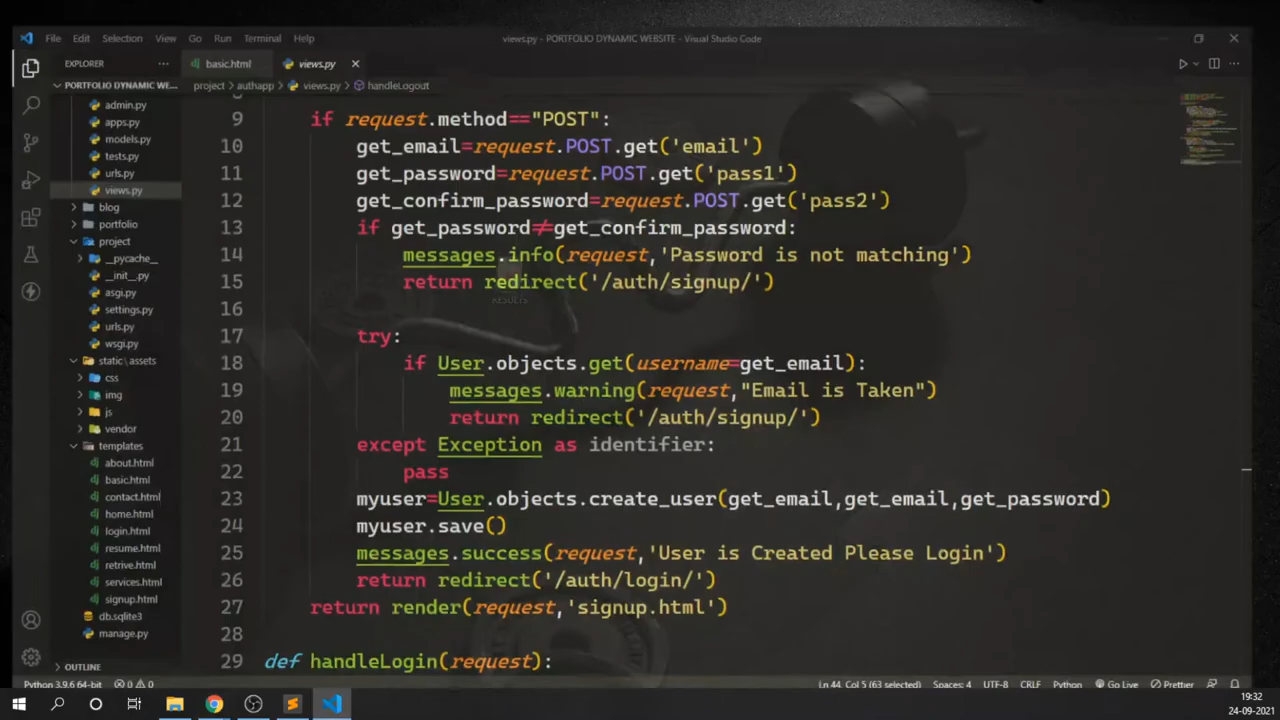 File Edit Selection View Go Run Terminal Help
views.py - PORTFOLIO DYNAMIC WEBSITE - Visual Studio Code
EXPLORER
basic.html
views.py
PORTFOLIO DYNAMIC WE...
project > authapp > views.py > handleLogout
admin.py
apps.py
models.py
tests.py
urls.py
views.py
blog
portfolio
project
__pycache__
__init__.py
asgi.py
settings.py
urls.py
wsgi.py
static \ assets
css
img
js
vendor
templates
about.html
basic.html
contact.html
home.html
login.html
resume.html
retrive.html
services.html
signup.html
db.sqlite3
manage.py
OUTLINE
9 if request.method=="POST":
10 get_email=request.POST.get('email')
11 get_password=request.POST.get('pass1')
12 get_confirm_password=request.POST.get('pass2')
13 if get_password≠get_confirm_password:
14 messages.info(request,'Password is not matching')
15 return redirect('/auth/signup/')
RESULTS
16
17 try:
18 if User.objects.get(username=get_email):
19 messages.warning(request,"Email is Taken")
20 return redirect('/auth/signup/')
21 except Exception as identifier:
22 pass
23 myuser=User.objects.create_user(get_email,get_email,get_password)
24 myuser.save()
25 messages.success(request,'User is Created Please Login')
26 return redirect('/auth/login/')
27 return render(request,'signup.html')
28
29 def handleLogin(request):
Python 3.9.6 64-bit 0 0 Ln 44, Col 5 (63 selected) Spaces: 4 UTF-8 CRLF Python Go Live Prettier
19:32
24-09-2021